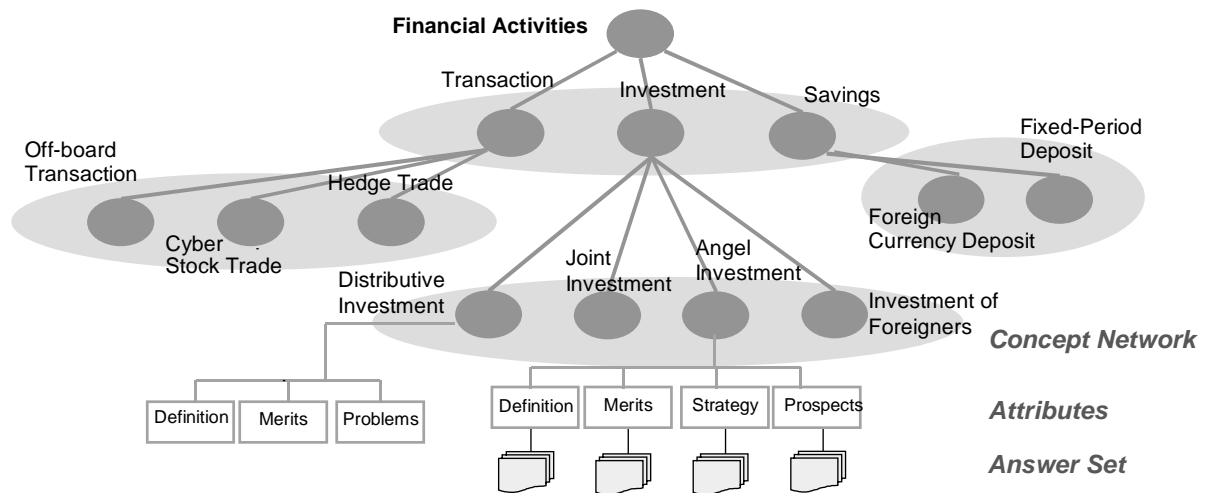 Financial Activities
Transaction
Investment
Savings
Fixed-Period
Deposit
Off-board
Transaction
Hedge Trade
Cyber
Stock Trade
Foreign
Currency Deposit
Distributive
Investment
Joint
Investment
Angel
Investment
Investment of
Foreigners
Concept Network
Definition
Merits
Problems
Definition
Merits
Strategy
Prospects
Attributes
Answer Set